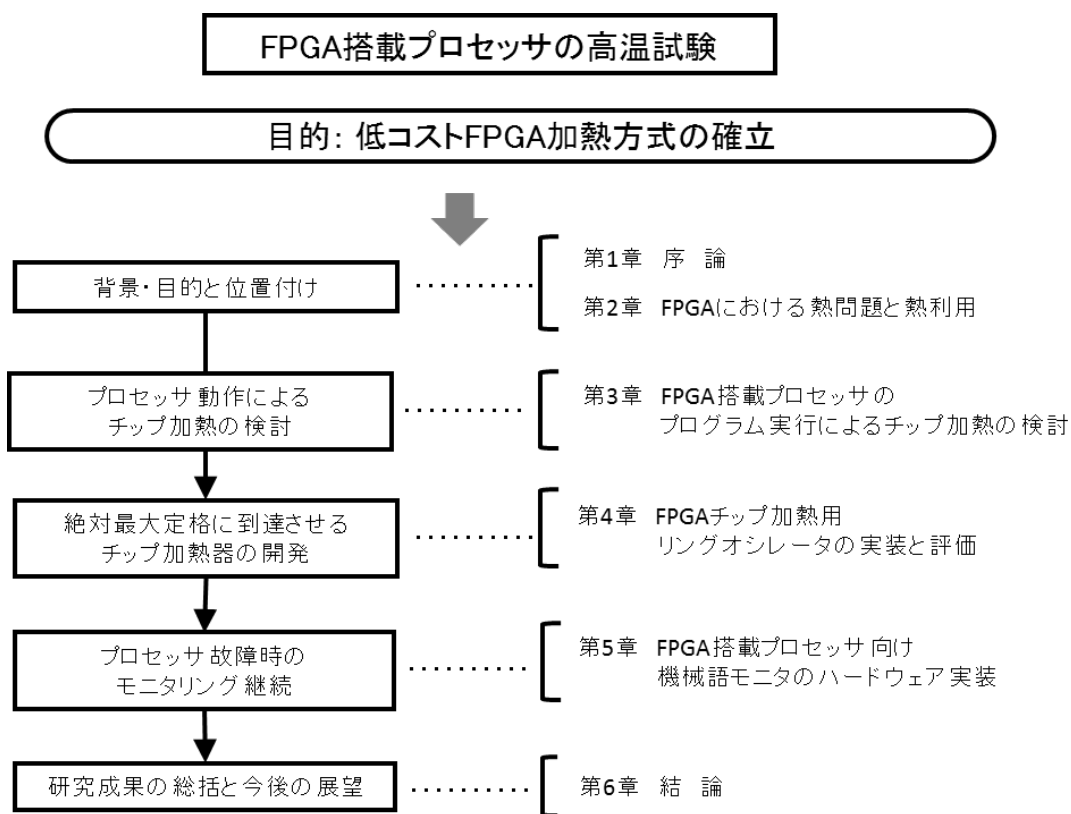 FPGA搭載プロセッサの高温試験
目的: 低コストFPGA加熱方式の確立
背景・目的と位置付け
第1章 序 論
第2章 FPGAにおける熱問題と熱利用
プロセッサ動作による
チップ加熱の検討
第3章 FPGA搭載プロセッサの
プログラム実行によるチップ加熱の検討
絶対最大定格に到達させる
チップ加熱器の開発
第4章 FPGAチップ加熱用
リングオシレータの実装と評価
プロセッサ故障時の
モニタリング継続
第5章 FPGA搭載プロセッサ向け
機械語モニタのハードウェア実装
研究成果の総括と今後の展望
第6章 結 論